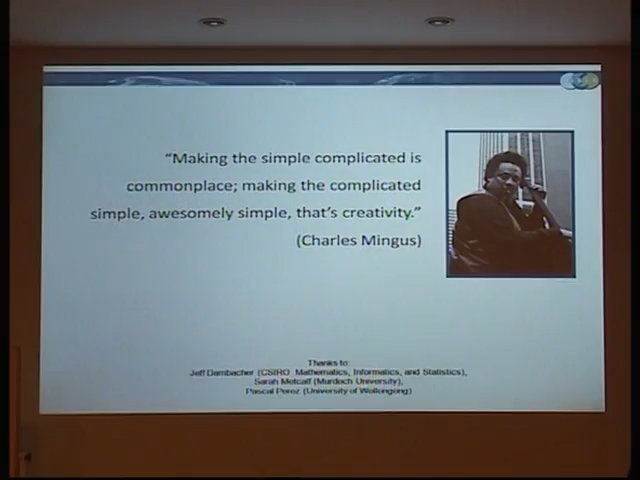 “Making the simple complicated is
commonplace; making the complicated
simple, awesomely simple, that’s creativity.”
(Charles Mingus)
Thanks to:
Jeff Dambacher (CSIRO Mathematics, Informatics, and Statistics),
Sarah Metcalf (Murdoch University),
Pascal Perez (University of Wollongong)